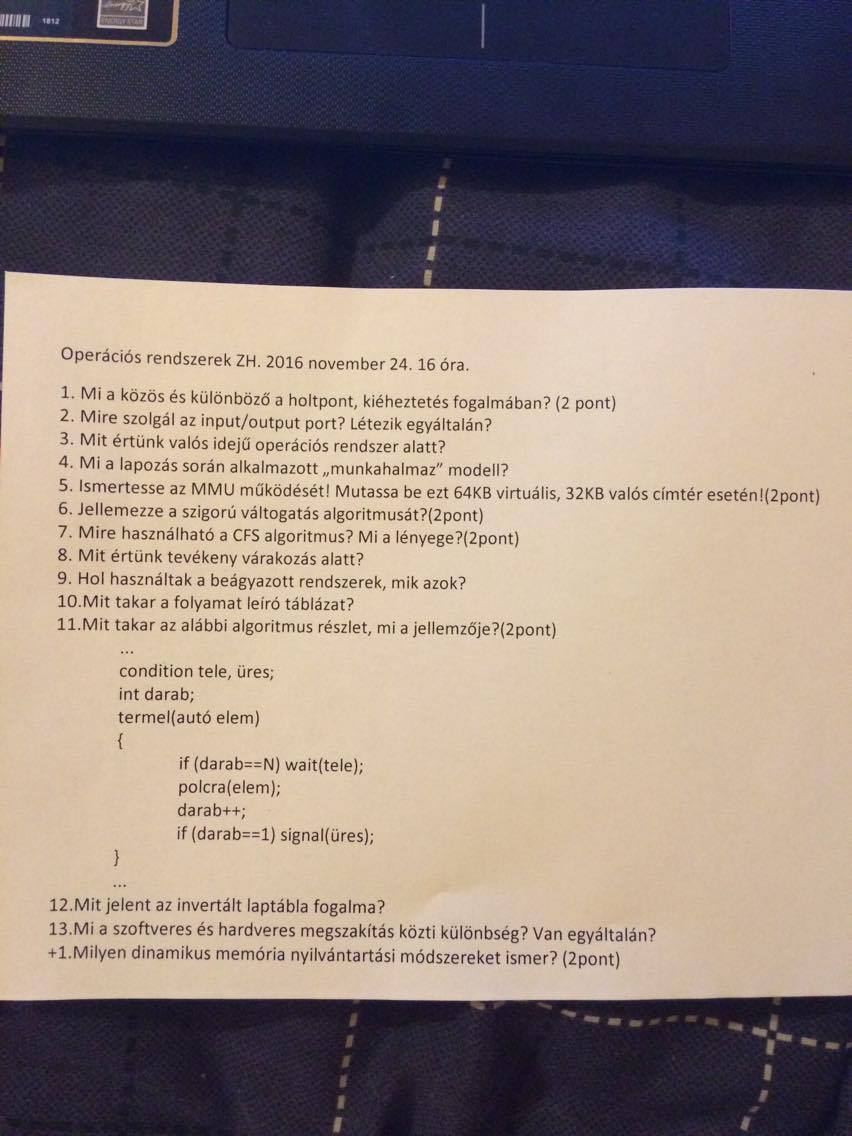 1812
ENERGY STAR
Operációs rendszerek ZH. 2016 november 24. 16 óra.
1. Mi a közös és különböző a holtpont, kiéheztetés fogalmában? (2 pont)
2. Mire szolgál az input/output port? Létezik egyáltalán?
3. Mit értünk valós idejű operációs rendszer alatt?
4. Mi a lapozás során alkalmazott „munkahalmaz” modell?
5. Ismertesse az MMU működését! Mutassa be ezt 64KB virtuális, 32KB valós címtér esetén!(2pont)
6. Jellemezze a szigorú váltogatás algoritmusát?(2pont)
7. Mire használható a CFS algoritmus? Mi a lényege?(2pont)
8. Mit értünk tevékeny várakozás alatt?
9. Hol használtak a beágyazott rendszerek, mik azok?
10.Mit takar a folyamat leíró táblázat?
11.Mit takar az alábbi algoritmus részlet, mi a jellemzője?(2pont)
...
condition tele, üres;
int darab;
termel(autó elem)
{
if (darab==N) wait(tele);
polcra(elem);
darab++;
if (darab==1) signal(üres);
}
...
12.Mit jelent az invertált laptábla fogalma?
13.Mi a szoftveres és hardveres megszakítás közti különbség? Van egyáltalán?
+1.Milyen dinamikus memória nyilvántartási módszereket ismer? (2pont)